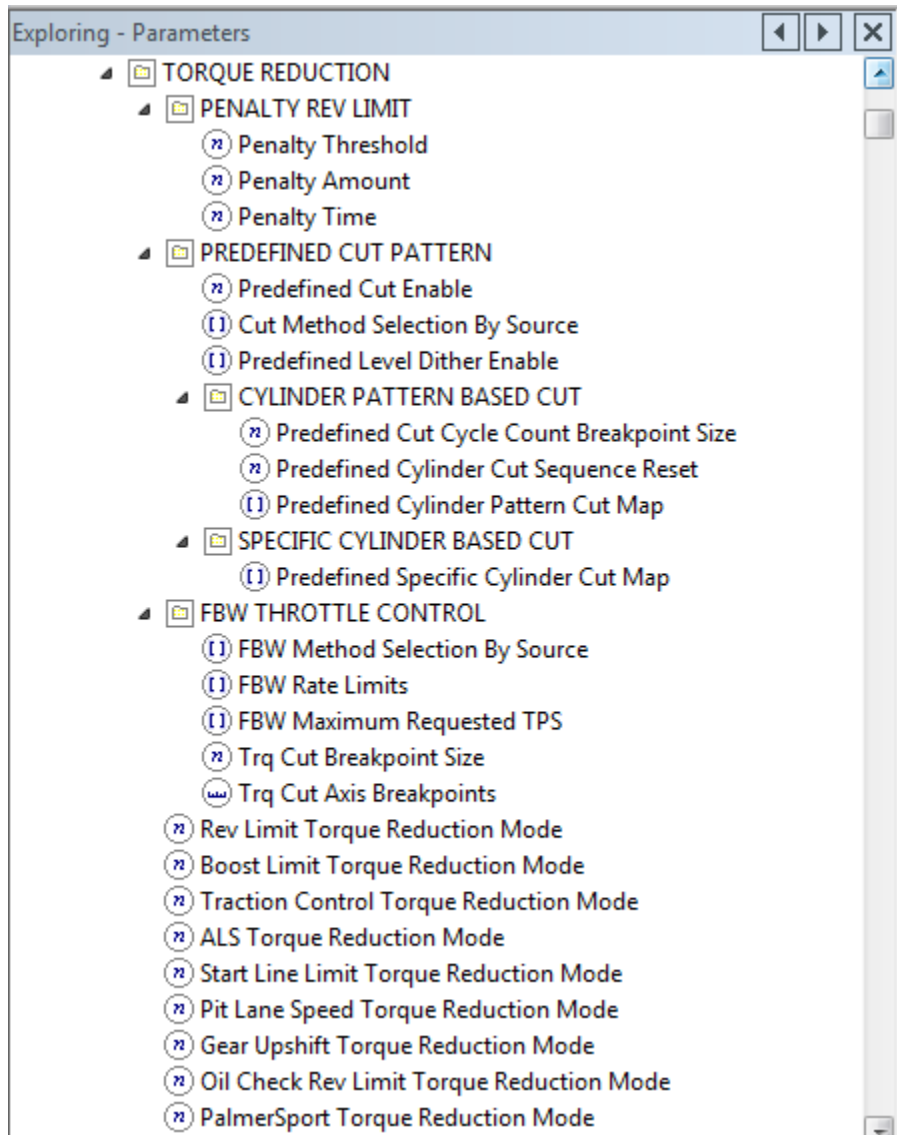 Exploring - Parameters
TORQUE REDUCTION
PENALTY REV LIMIT
Penalty Threshold
Penalty Amount
Penalty Time
PREDEFINED CUT PATTERN
Predefined Cut Enable
Cut Method Selection By Source
Predefined Level Dither Enable
CYLINDER PATTERN BASED CUT
Predefined Cut Cycle Count Breakpoint Size
Predefined Cylinder Cut Sequence Reset
Predefined Cylinder Pattern Cut Map
SPECIFIC CYLINDER BASED CUT
Predefined Specific Cylinder Cut Map
FBW THROTTLE CONTROL
FBW Method Selection By Source
FBW Rate Limits
FBW Maximum Requested TPS
Trq Cut Breakpoint Size
Trq Cut Axis Breakpoints
Rev Limit Torque Reduction Mode
Boost Limit Torque Reduction Mode
Traction Control Torque Reduction Mode
ALS Torque Reduction Mode
Start Line Limit Torque Reduction Mode
Pit Lane Speed Torque Reduction Mode
Gear Upshift Torque Reduction Mode
Oil Check Rev Limit Torque Reduction Mode
PalmerSport Torque Reduction Mode